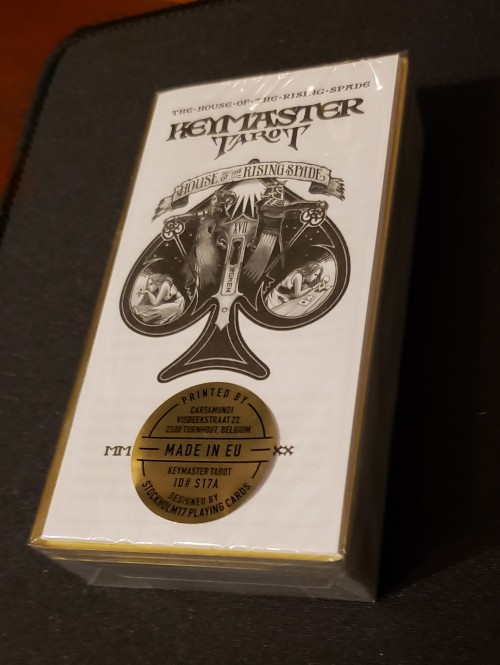 THE·HOUSE·OF·THE·RISING·SPADE
KEYMASTER
TAROT
HOUSE OF THE RISING SPADE
XVII
PRINTED BY
CARTAMUNDI
VISBEEKSTRAAT 22,
2300 TURNHOUT, BELGIUM
MM
MADE IN EU
XX
KEYMASTER TAROT
ID# S17A
DESIGNED BY
STOCKHOLM17 PLAYING CARDS